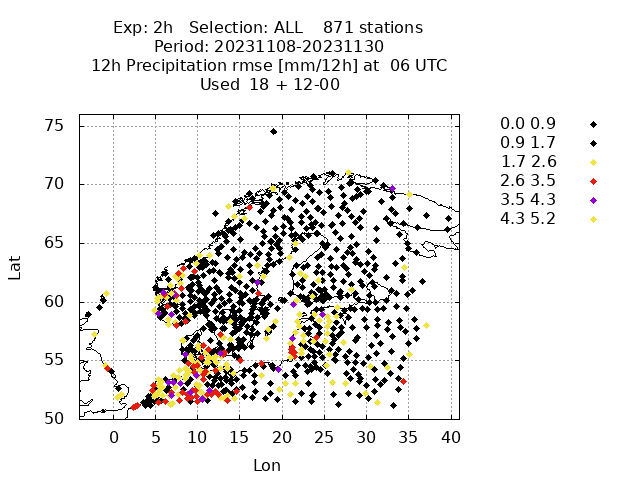 Exp: 2h   Selection: ALL    871 stations
Period: 20231108-20231130
12h Precipitation rmse [mm/12h] at  06 UTC
Used  18 + 12-00
75
70
65
60
55
50
Lat
0 5 10 15 20 25 30 35 40
Lon
0.0 0.9
0.9 1.7
1.7 2.6
2.6 3.5
3.5 4.3
4.3 5.2